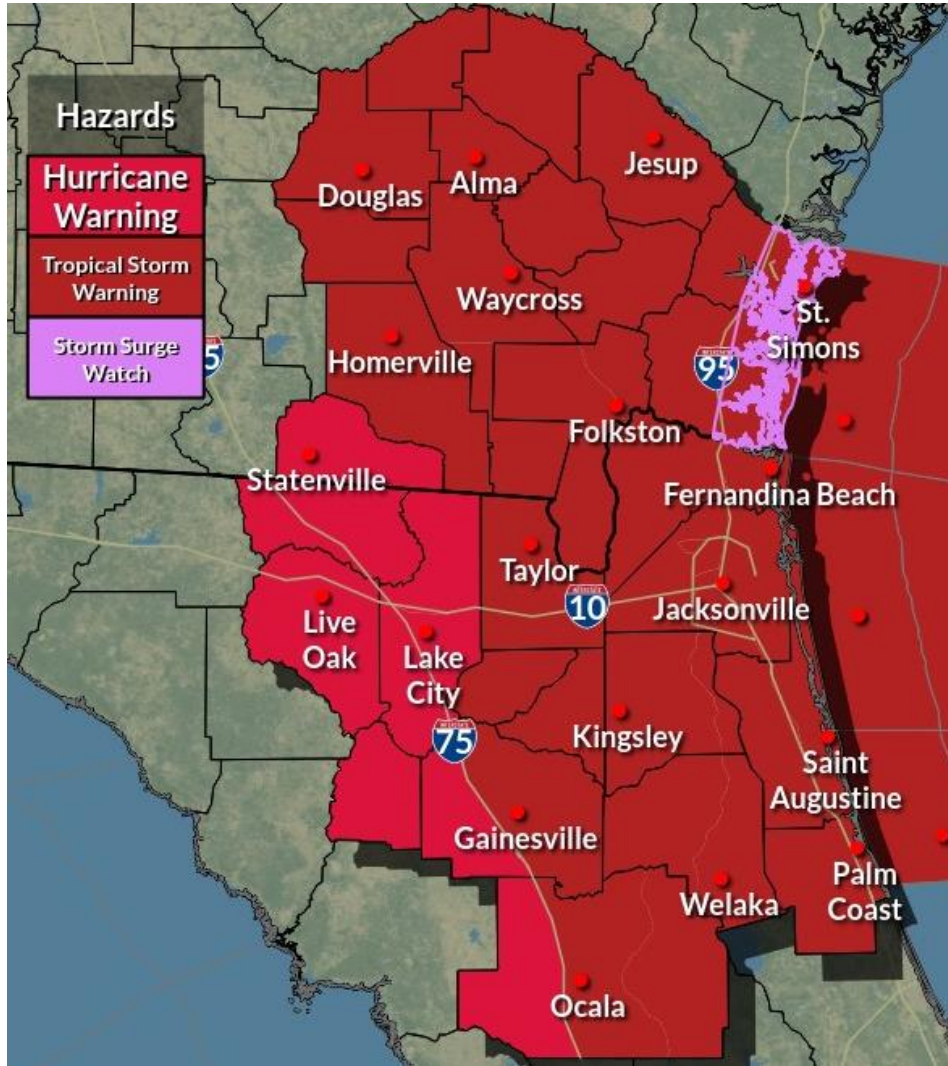 Hazards
Hurricane
Warning
Tropical Storm
Warning
Storm Surge
Watch
Jesup
Douglas
Alma
Waycross
St.
Simons
Homerville
5
95
Folkston
Statenville
Fernandina Beach
Taylor
10
Jacksonville
Live
Oak
Lake
City
75
Kingsley
Saint
Augustine
Gainesville
Palm
Coast
Welaka
Ocala